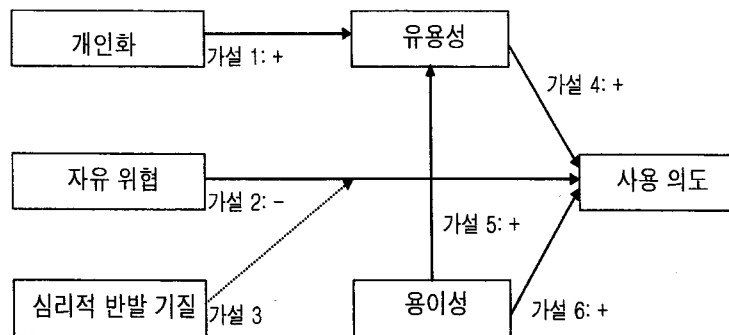 개인화
가설 1: +
유용성
가설 4: +
자유 위협
가설 2: -
사용 의도
가설 5: +
심리적 반발 기질
가설 3
용이성
가설 6: +